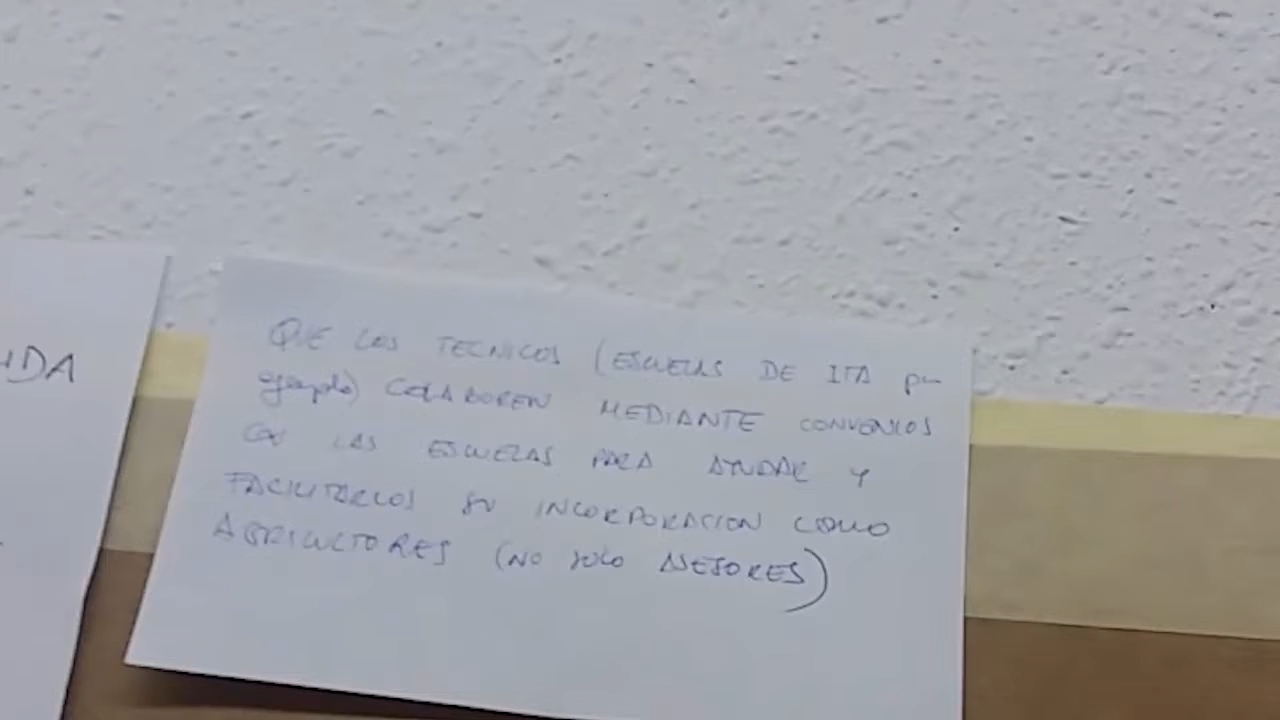 UDA
QUE LOS TECNICOS (ESCUELAS DE ITA por
ejemplo) COLABOREN MEDIANTE CONVENIOS
CON LAS ESCUELAS PARA AYUDAR Y
FACILITARLOS SU INCORPORACION COMO
AGRICULTORES (NO SOLO ASESORES)